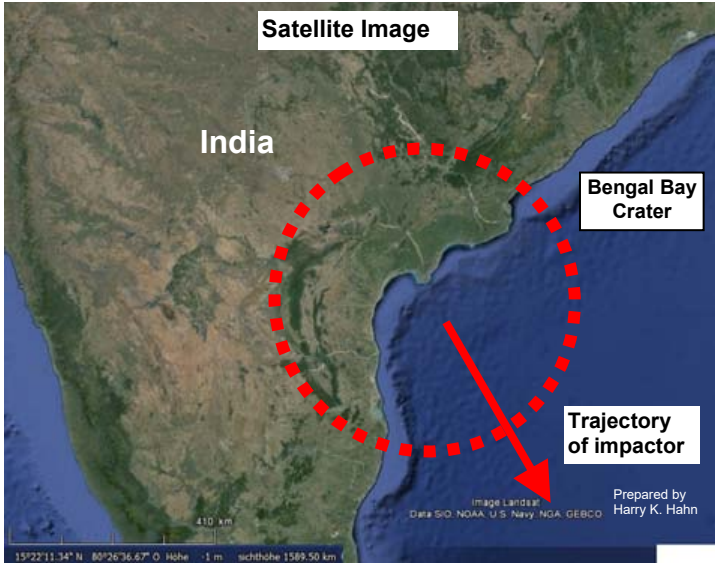 Satellite Image
India
Bengal Bay
Crater
Trajectory
of impactor
Prepared by
Harry K. Hahn
Image Landsat
Data SIO, NOAA, U.S. Navy, NGA, GEBCO
410 km
15°22'11.34" N 80°26'36.67" O Höhe -1 m sichthöhe 1589.50 km